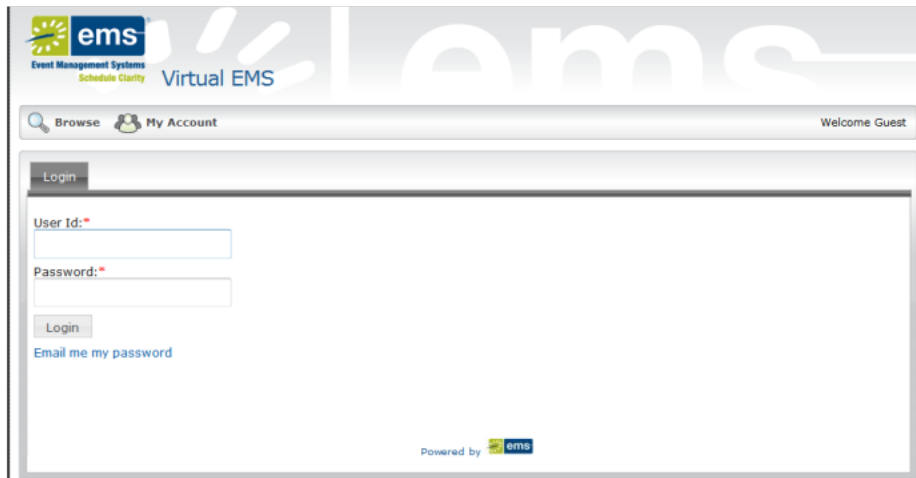 ems
Event Management Systems
Schedule Clarity
Virtual EMS
ems
Browse My Account Welcome Guest
Login
User Id:*
Password:*
Login
Email me my password
Powered by ems